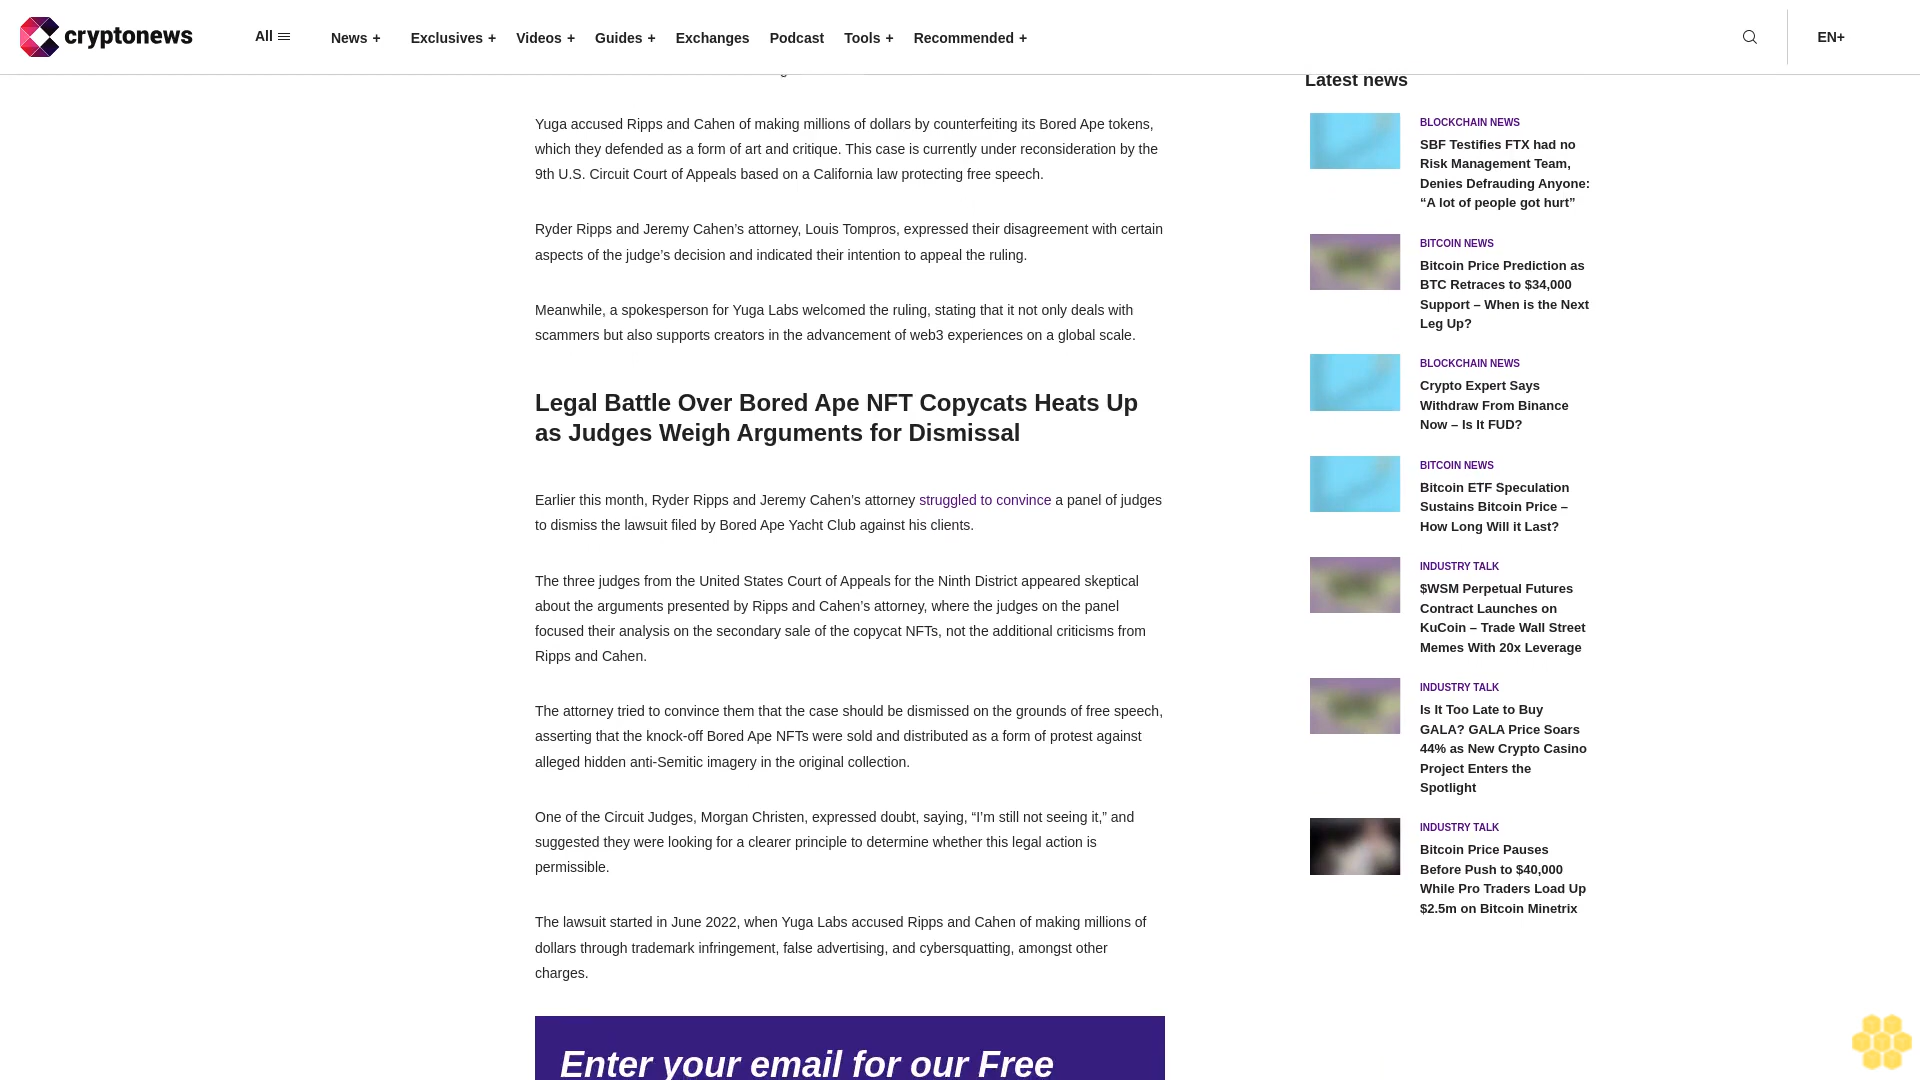 cryptonews
All
News +
Exclusives +
Videos +
Guides +
Exchanges
Podcast
Tools +
Recommended +
EN+
Yuga accused Ripps and Cahen of making millions of dollars by counterfeiting its Bored Ape tokens,
which they defended as a form of art and critique. This case is currently under reconsideration by the
9th U.S. Circuit Court of Appeals based on a California law protecting free speech.
Ryder Ripps and Jeremy Cahen’s attorney, Louis Tompros, expressed their disagreement with certain
aspects of the judge’s decision and indicated their intention to appeal the ruling.
Meanwhile, a spokesperson for Yuga Labs welcomed the ruling, stating that it not only deals with
scammers but also supports creators in the advancement of web3 experiences on a global scale.
Legal Battle Over Bored Ape NFT Copycats Heats Up
as Judges Weigh Arguments for Dismissal
Earlier this month, Ryder Ripps and Jeremy Cahen’s attorney struggled to convince a panel of judges
to dismiss the lawsuit filed by Bored Ape Yacht Club against his clients.
The three judges from the United States Court of Appeals for the Ninth District appeared skeptical
about the arguments presented by Ripps and Cahen’s attorney, where the judges on the panel
focused their analysis on the secondary sale of the copycat NFTs, not the additional criticisms from
Ripps and Cahen.
The attorney tried to convince them that the case should be dismissed on the grounds of free speech,
asserting that the knock-off Bored Ape NFTs were sold and distributed as a form of protest against
alleged hidden anti-Semitic imagery in the original collection.
One of the Circuit Judges, Morgan Christen, expressed doubt, saying, “I’m still not seeing it,” and
suggested they were looking for a clearer principle to determine whether this legal action is
permissible.
The lawsuit started in June 2022, when Yuga Labs accused Ripps and Cahen of making millions of
dollars through trademark infringement, false advertising, and cybersquatting, amongst other
charges.
Enter your email for our Free
Latest news
BLOCKCHAIN NEWS
SBF Testifies FTX had no
Risk Management Team,
Denies Defrauding Anyone:
“A lot of people got hurt”
BITCOIN NEWS
Bitcoin Price Prediction as
BTC Retraces to $34,000
Support – When is the Next
Leg Up?
BLOCKCHAIN NEWS
Crypto Expert Says
Withdraw From Binance
Now – Is It FUD?
BITCOIN NEWS
Bitcoin ETF Speculation
Sustains Bitcoin Price –
How Long Will it Last?
INDUSTRY TALK
$WSM Perpetual Futures
Contract Launches on
KuCoin – Trade Wall Street
Memes With 20x Leverage
INDUSTRY TALK
Is It Too Late to Buy
GALA? GALA Price Soars
44% as New Crypto Casino
Project Enters the
Spotlight
INDUSTRY TALK
Bitcoin Price Pauses
Before Push to $40,000
While Pro Traders Load Up
$2.5m on Bitcoin Minetrix